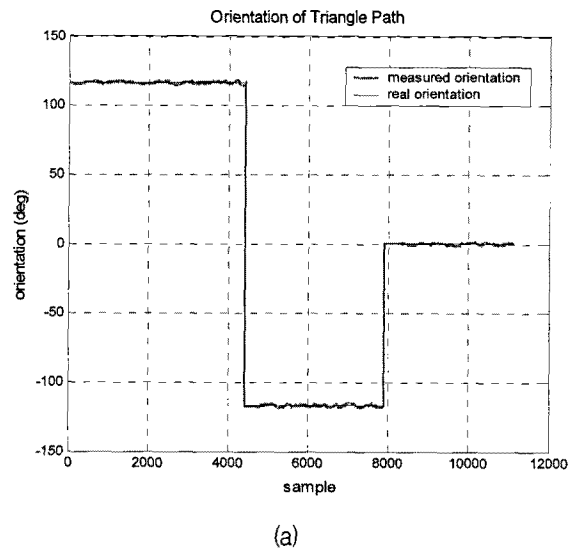 Orientation of Triangle Path
150
measured orientation
real orientation
100
50
orientation (deg)
0
-50
-100
-150
0 2000 4000 6000 8000 10000 12000
sample
(a)